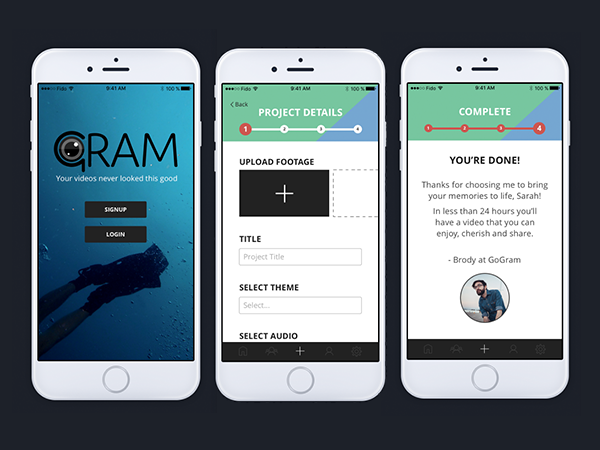 Fido 9:41 AM 100 %
GRAM
Your videos never looked this good
SIGNUP
LOGIN
Fido 9:41 AM 100 %
Back
PROJECT DETAILS
1 2 3 4
UPLOAD FOOTAGE
TITLE
Project Title
SELECT THEME
Select...
SELECT AUDIO
Fido 9:41 AM 100 %
COMPLETE
1 2 3 4
YOU'RE DONE!
Thanks for choosing me to bring
your memories to life, Sarah!
In less than 24 hours you'll
have a video that you can
enjoy, cherish and share.
- Brody at GoGram